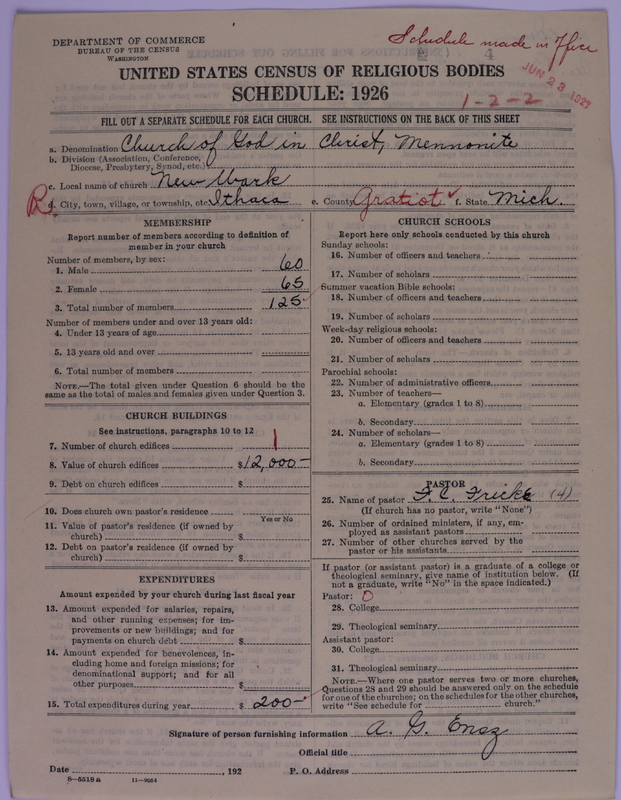 DEPARTMENT OF COMMERCE
BUREAU OF THE CENSUS
WASHINGTON
Schedule made in office
4
JUN 23 1927
UNITED STATES CENSUS OF RELIGIOUS BODIES
SCHEDULE: 1926
1-2-2
FILL OUT A SEPARATE SCHEDULE FOR EACH CHURCH. SEE INSTRUCTIONS ON THE BACK OF THIS SHEET
a. Denomination Church of God in Christ, Mennonite
b. Division (Association, Conference, Diocese, Presbytery, Synod, etc.)
c. Local name of church New Wark
R d. City, town, village, or township, etc. Ithaca e. County Gratiot ✓ f. State Mich.
MEMBERSHIP
Report number of members according to definition of
member in your church
Number of members, by sex:
1. Male 60
2. Female 65
3. Total number of members 125
Number of members under and over 13 years old:
4. Under 13 years of age
5. 13 years old and over
6. Total number of members
NOTE.—The total given under Question 6 should be
same as the total of males and females given under Question 3.
CHURCH BUILDINGS
See instructions, paragraphs 10 to 12
7. Number of church edifices 1
8. Value of church edifices $12,000-
9. Debt on church edifices $
10. Does church own pastor's residence
Yes or No
11. Value of pastor's residence (if owned by
church) $
12. Debt on pastor's residence (if owned by
church) $
EXPENDITURES
Amount expended by your church during last fiscal year
13. Amount expended for salaries, repairs,
and other running expenses; for im-
provements or new buildings; and for
payments on church debt $
14. Amount expended for benevolences, in-
cluding home and foreign missions; for
denominational support; and for all
other purposes $
15. Total expenditures during year $ 200-
CHURCH SCHOOLS
Report here only schools conducted by this church
Sunday schools:
16. Number of officers and teachers
17. Number of scholars
Summer vacation Bible schools:
18. Number of officers and teachers
19. Number of scholars
Week-day religious schools:
20. Number of officers and teachers
21. Number of scholars
Parochial schools:
22. Number of administrative officers
23. Number of teachers—
a. Elementary (grades 1 to 8)
b. Secondary
24. Number of scholars—
a. Elementary (grades 1 to 8)
b. Secondary
PASTOR
25. Name of pastor F. C. Fricke (4)
(If church has no pastor, write "None")
26. Number of ordained ministers, if any, em-
ployed as assistant pastors
27. Number of other churches served by the
pastor or his assistants
If pastor (or assistant pastor) is a graduate of a college or
theological seminary, give name of institution below. (If
not a graduate, write "No" in the space indicated.)
Pastor: 0
28. College
29. Theological seminary
Assistant pastor:
30. College
31. Theological seminary
NOTE.—Where one pastor serves two or more churches,
Questions 28 and 29 should be answered only on the schedule
for one of the churches; on the schedules for the other churches,
write "See schedule for church."
Signature of person furnishing information A. G. Ensz
Official title
Date , 192 P. O. Address
8—5518 a 11—9054